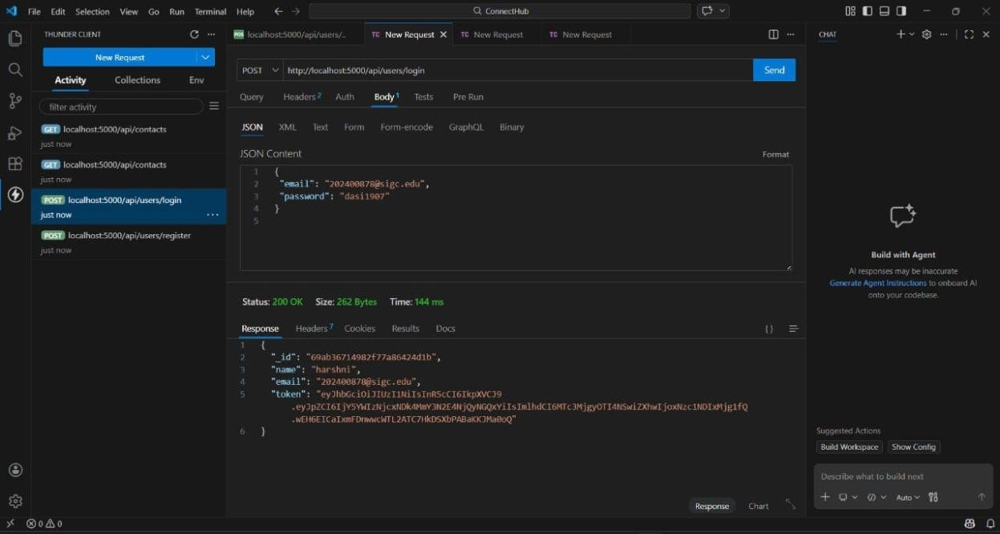 File Edit Selection View Go Run Terminal Help ConnectHub
THUNDER CLIENT
New Request
Activity Collections Env
filter activity
GET localhost:5000/api/contacts
just now
GET localhost:5000/api/contacts
just now
POST localhost:5000/api/users/login
just now
POST localhost:5000/api/users/register
just now
POS localhost:5000/api/users/... TC New Request TC New Request TC New Request
POST http://localhost:5000/api/users/login Send
Query Headers 2 Auth Body 1 Tests Pre Run
JSON XML Text Form Form-encode GraphQL Binary
JSON Content Format
1 {
2 "email": "202400878@sigc.edu",
3 "password": "dasi1907"
4 }
5
Status: 200 OK Size: 262 Bytes Time: 144 ms
Response Headers 7 Cookies Results Docs {}
1 {
2 "_id": "69ab36714982f77a86424d1b",
3 "name": "harshni",
4 "email": "202400878@sigc.edu",
5 "token": "eyJhbGciOiJIUzI1NiIsInR5cCI6IkpXVCJ9
.eyJpZCI6IjY5YWIzNjcxNDk4MmY3N2E4NjQyNGQxYiIsImlhdCI6MTc3MjgyOTI4NSwiZXhwIjoxNzc1NDIxMjg1fQ
.wEH6EICaIxmFDnwwcWTL2ATC7HkDSXbPABaKKJMa0oQ"
6 }
Response Chart
CHAT
Build with Agent
AI responses may be inaccurate
Generate Agent Instructions to onboard AI
onto your codebase.
Suggested Actions
Build Workspace Show Config
Describe what to build next
Auto
0 0